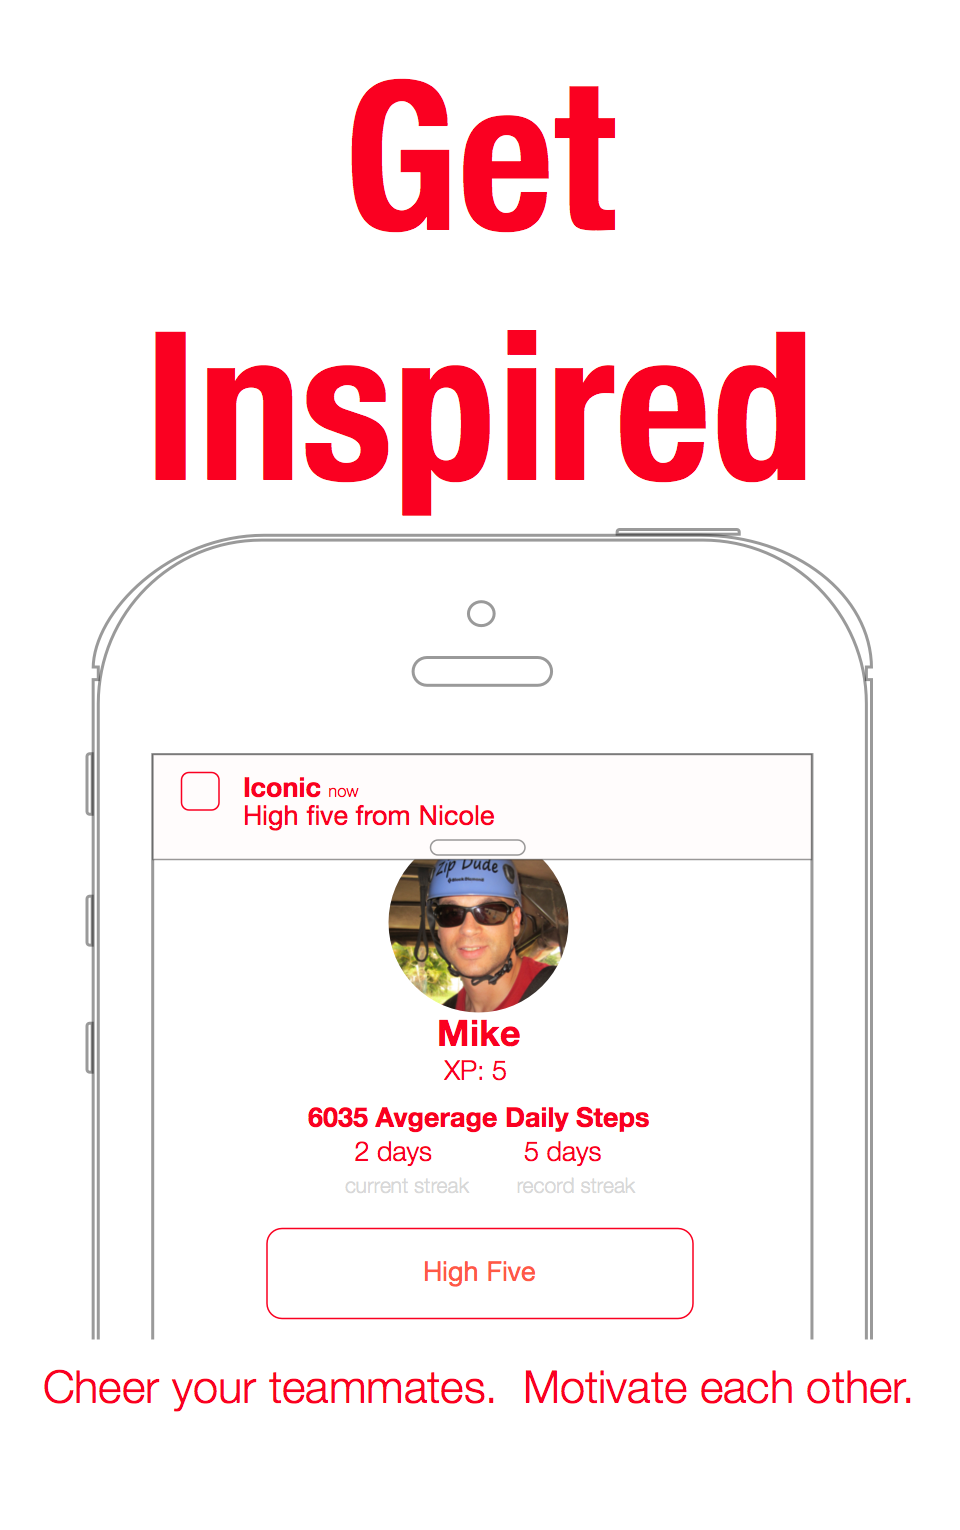 Get
Inspired
Iconic now
High five from Nicole
Zip Dude
Mike
XP: 5
6035 Avgerage Daily Steps
2 days 5 days
current streak record streak
High Five
Cheer your teammates. Motivate each other.